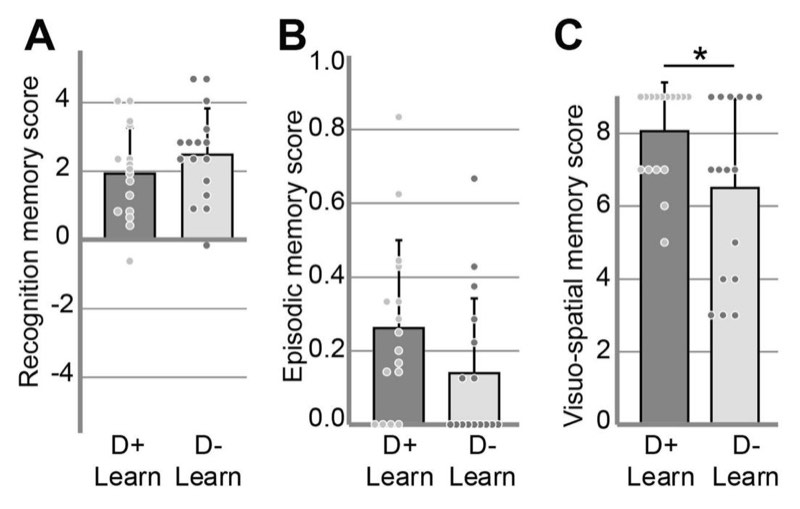 A
Recognition memory score
4
2
0
-2
-4
D+
Learn
D-
Learn
B
Episodic memory score
1.0
0.8
0.6
0.4
0.2
0.0
D+
Learn
D-
Learn
C
Visuo-spatial memory score
*
8
6
4
2
0
D+
Learn
D-
Learn